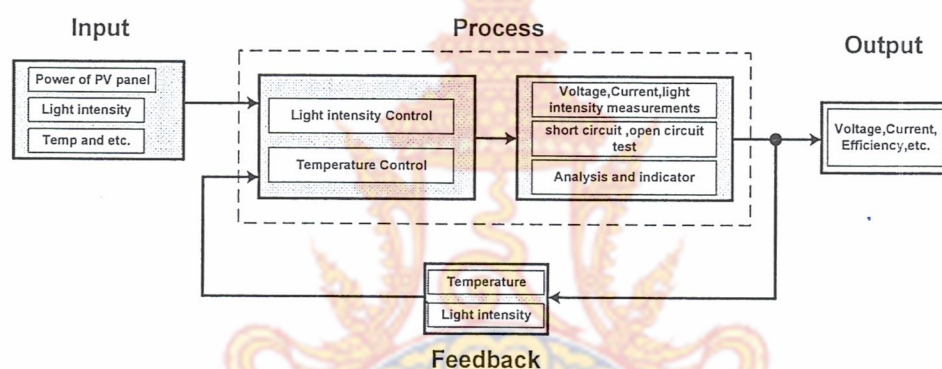 Input
Process
Output
Power of PV panel
Light intensity
Temp and etc.
Light intensity Control
Temperature Control
Voltage,Current,light
intensity measurements
short circuit ,open circuit
test
Analysis and indicator
Voltage,Current,
Efficiency,etc.
Temperature
Light intensity
Feedback